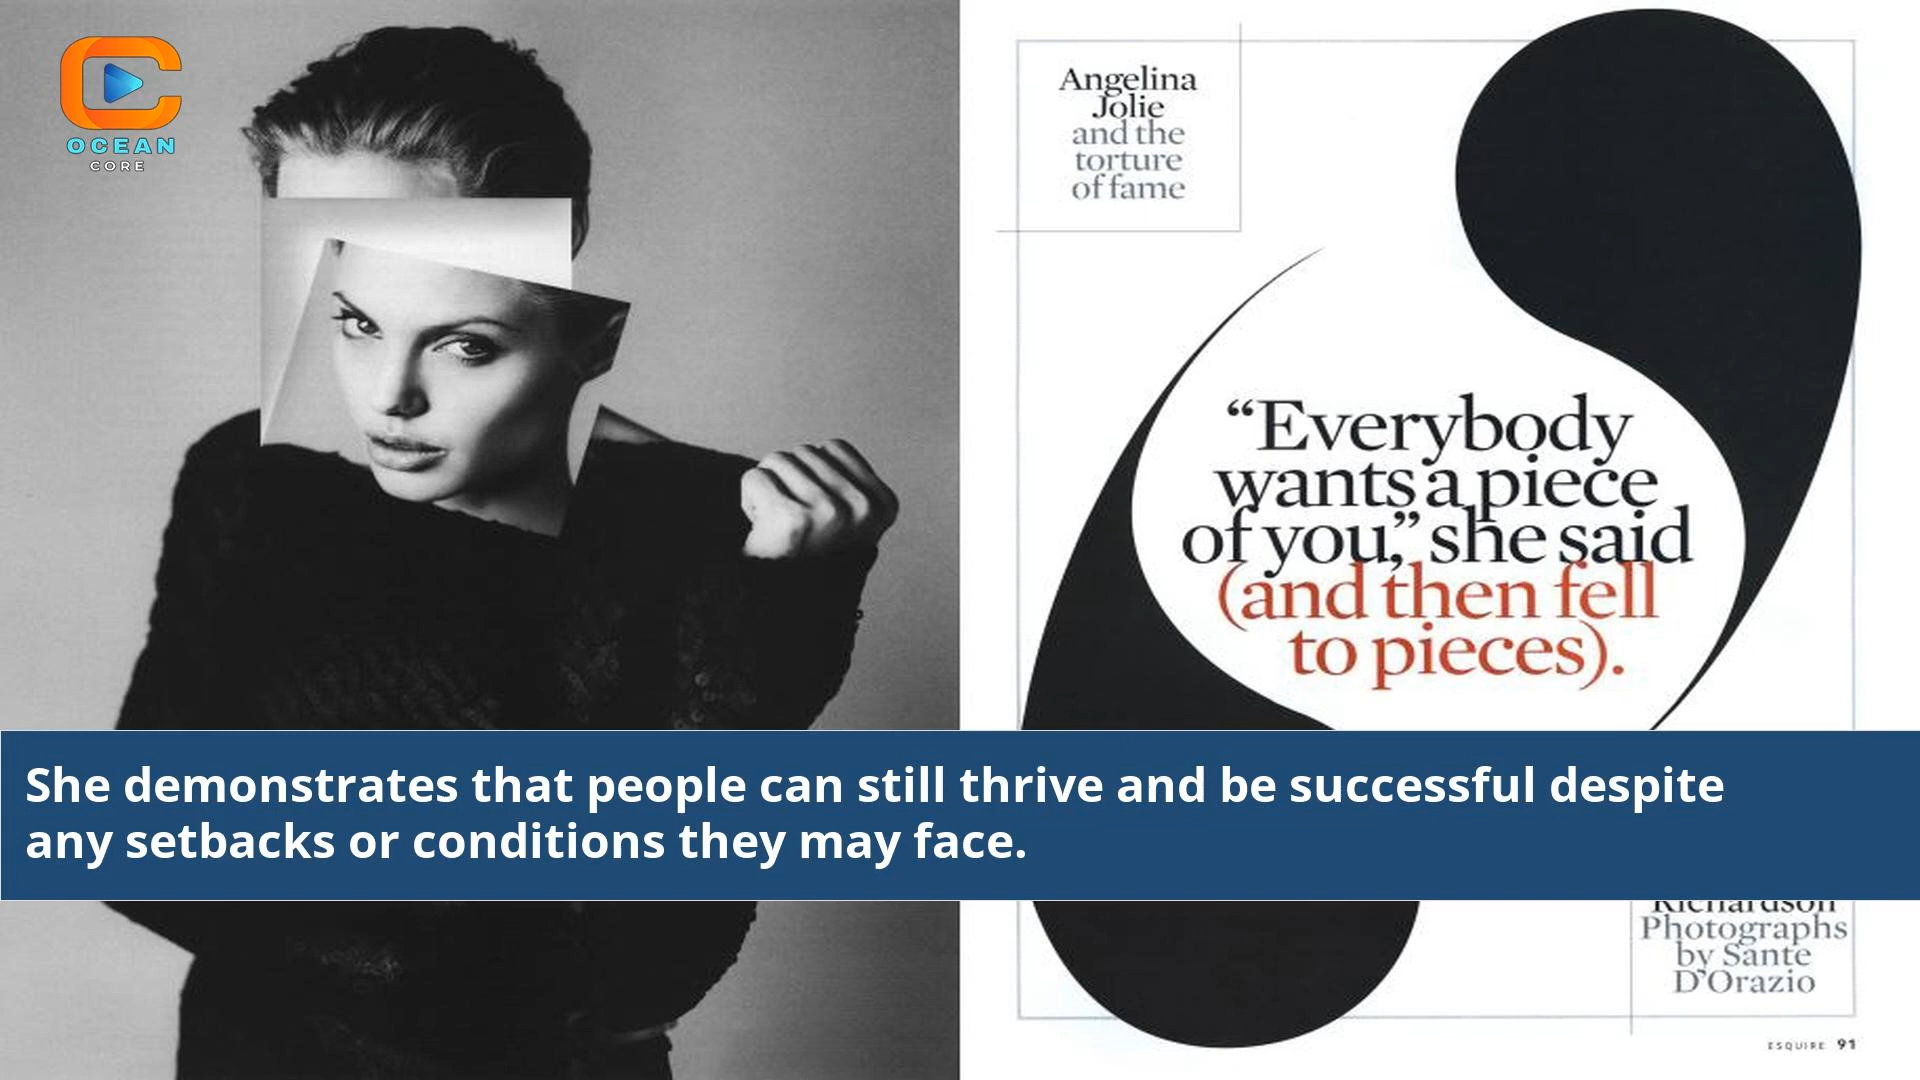 OCEAN
CORE
Angelina
Jolie
and the
torture
of fame
“Everybody
wants a piece
of you,” she said
(and then fell
to pieces).
She demonstrates that people can still thrive and be successful despite
any setbacks or conditions they may face.
Richardson
Photographs
by Sante
D’Orazio
ESQUIRE 91